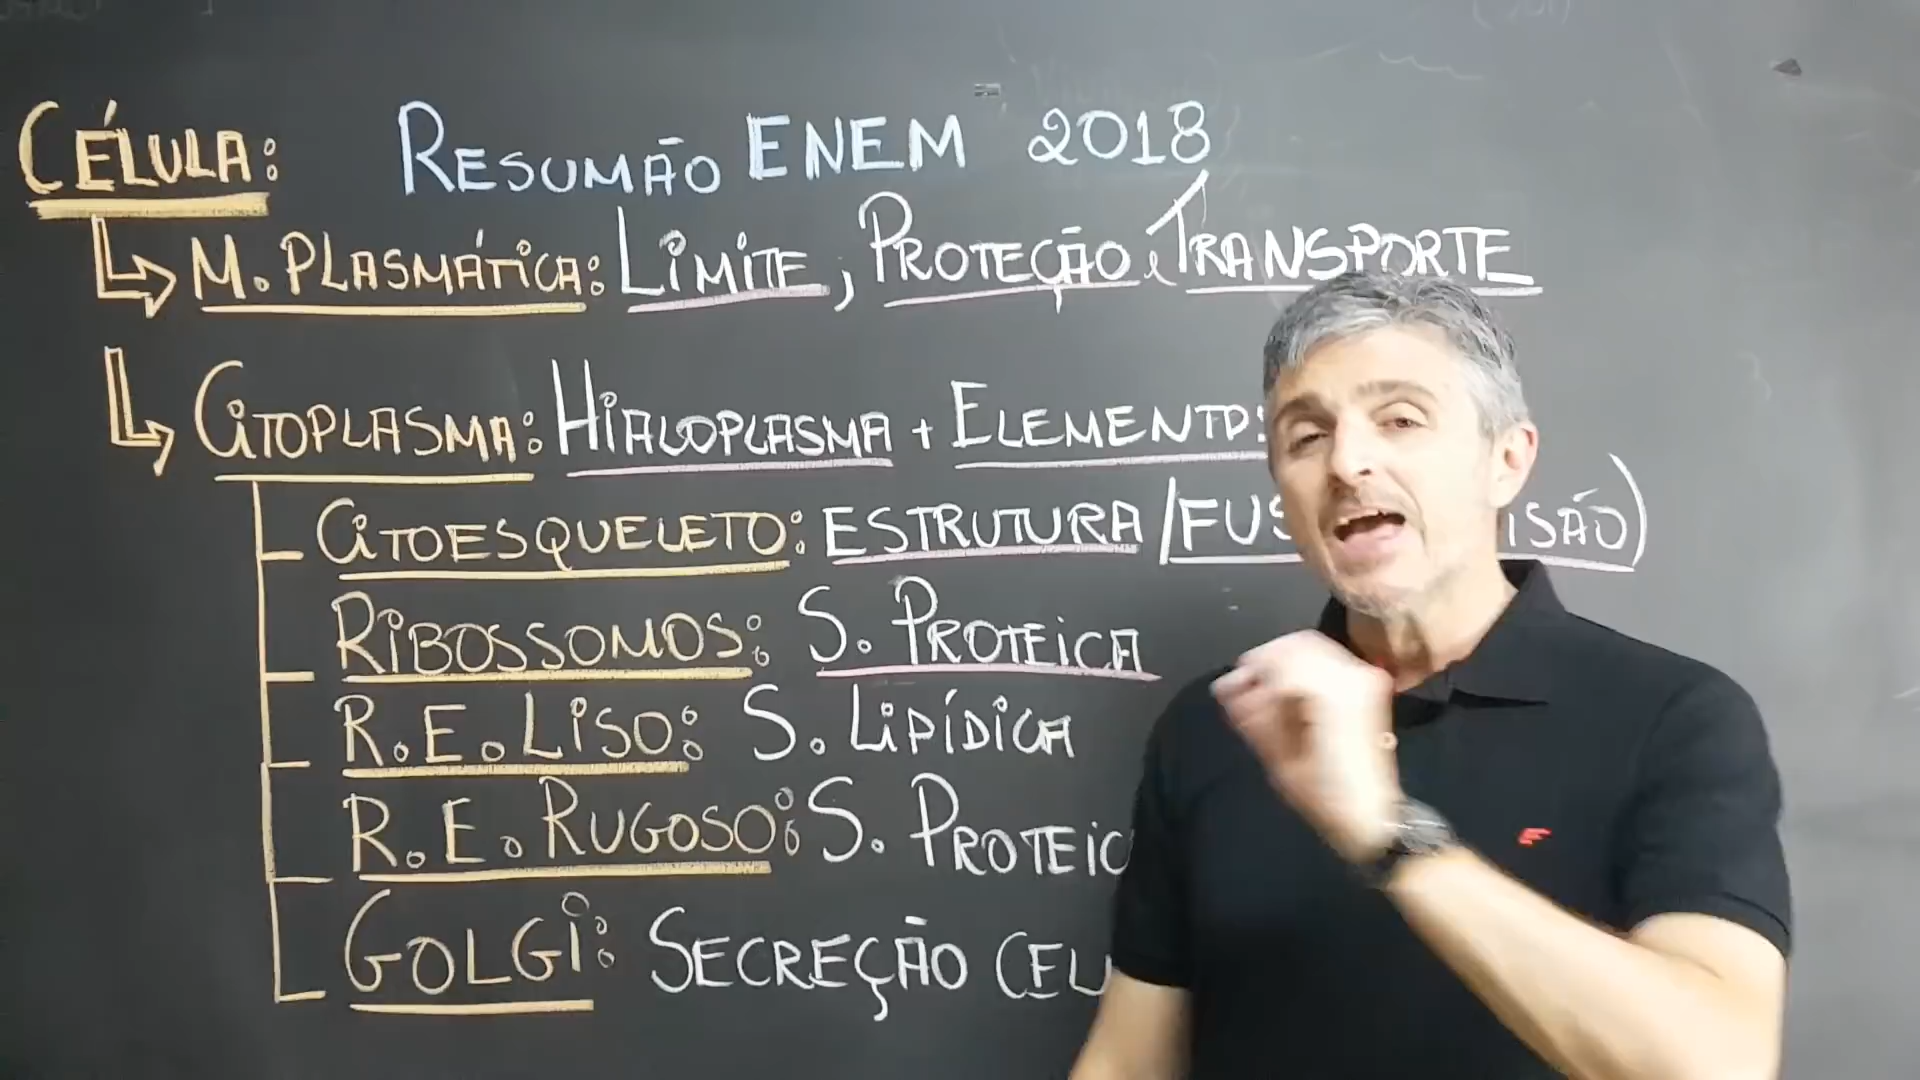 CÉLULA: RESUMÃO ENEM 2018
M. PLASMÁTICA: LIMITE, PROTEÇÃO e TRANSPORTE
CITOPLASMA: HIALOPLASMA + ELEMENTOS
CITOESQUELETO: ESTRUTURA /FUS ISÃO)
RIBOSSOMOS: S. PROTEICA
R.E. LISO: S. LIPÍDICA
R.E. RUGOSO: S. PROTEIC
GOLGI: SECREÇÃO CEL